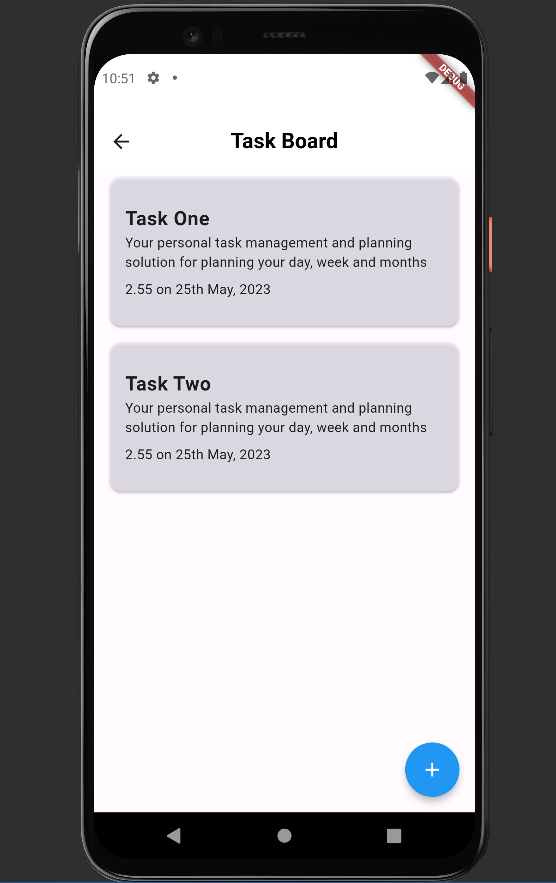 10:51
DEBUG
Task Board
Task One
Your personal task management and planning
solution for planning your day, week and months
2.55 on 25th May, 2023
Task Two
Your personal task management and planning
solution for planning your day, week and months
2.55 on 25th May, 2023